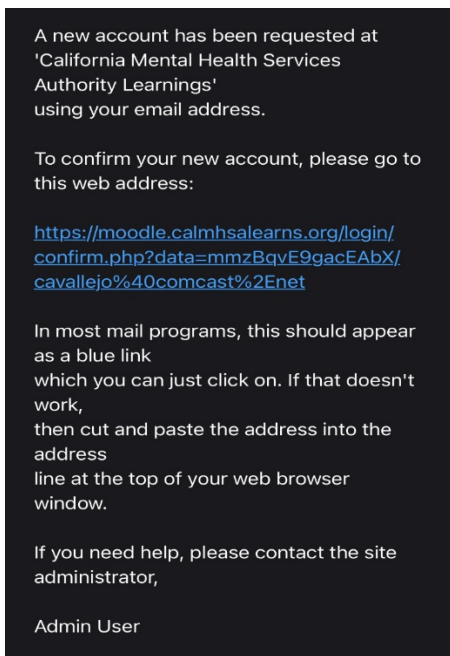 A new account has been requested at
'California Mental Health Services
Authority Learnings'
using your email address.
To confirm your new account, please go to
this web address:
https://moodle.calmhsalearns.org/login/
confirm.php?data=mmzBqvE9gacEAbX/
cavallejo%40comcast%2Enet
In most mail programs, this should appear
as a blue link
which you can just click on. If that doesn't
work,
then cut and paste the address into the
address
line at the top of your web browser
window.
If you need help, please contact the site
administrator,
Admin User